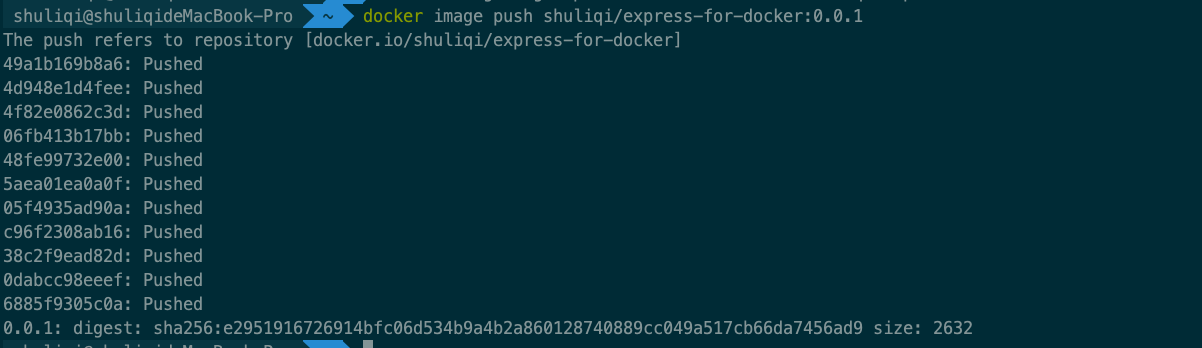 shuliqi@shuliqideMacBook-Pro ~ docker image push shuliqi/express-for-docker:0.0.1
The push refers to repository [docker.io/shuliqi/express-for-docker]
49a1b169b8a6: Pushed
4d948e1d4fee: Pushed
4f82e0862c3d: Pushed
06fb413b17bb: Pushed
48fe99732e00: Pushed
5aea01ea0a0f: Pushed
05f4935ad90a: Pushed
c96f2308ab16: Pushed
38c2f9ead82d: Pushed
0dabcc98eeef: Pushed
6885f9305c0a: Pushed
0.0.1: digest: sha256:e2951916726914bfc06d534b9a4b2a860128740889cc049a517cb66da7456ad9 size: 2632